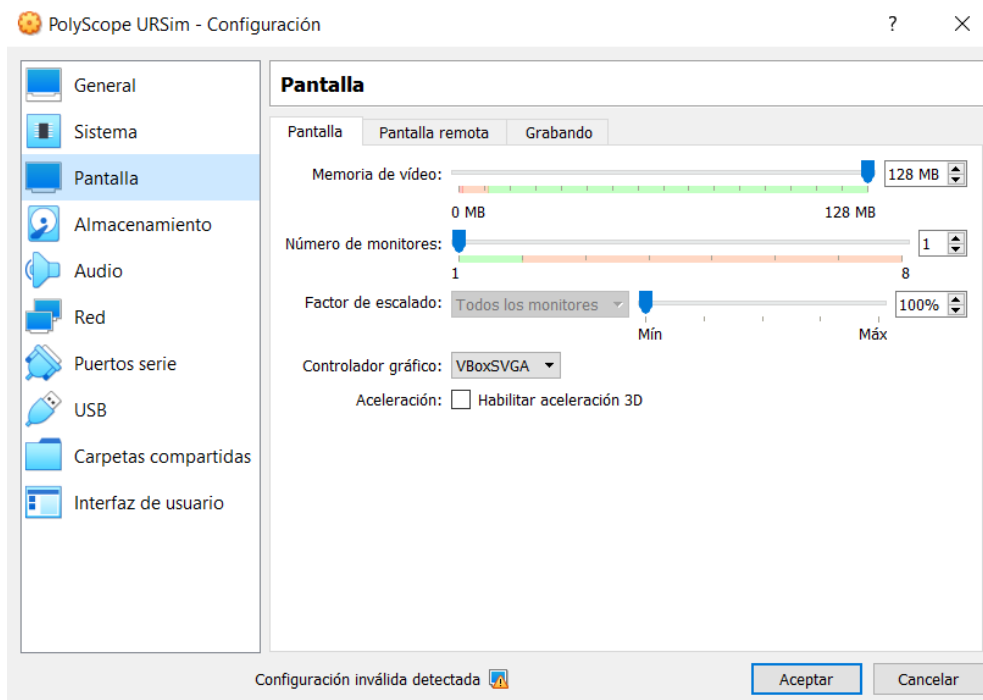 PolyScope URSim - Configuración
?
General
Sistema
Pantalla
Almacenamiento
Audio
Red
Puertos serie
USB
Carpetas compartidas
Interfaz de usuario
Pantalla
Pantalla Pantalla remota Grabando
Memoria de vídeo: 128 MB
0 MB 128 MB
Número de monitores: 1
1 8
Factor de escalado: Todos los monitores 100%
Mín Máx
Controlador gráfico: VBoxSVGA
Aceleración: Habilitar aceleración 3D
Configuración inválida detectada Aceptar Cancelar